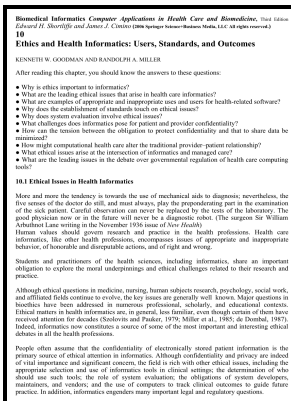 Biomedical Informatics Computer Applications in Health Care and Biomedicine, Third Edition
Edward H. Shortliffe and James J. Cimino (2006 Springer Science+Business Media, LLC All rights reserved.)
10
Ethics and Health Informatics: Users, Standards, and Outcomes
KENNETH W. GOODMAN AND RANDOLPH A. MILLER
After reading this chapter, you should know the answers to these questions:
● Why is ethics important to informatics?
● What are the leading ethical issues that arise in health care informatics?
● What are examples of appropriate and inappropriate uses and users for health-related software?
● Why does the establishment of standards touch on ethical issues?
● Why does system evaluation involve ethical issues?
● What challenges does informatics pose for patient and provider confidentiality?
● How can the tension between the obligation to protect confidentiality and that to share data be
minimized?
● How might computational health care alter the traditional provider–patient relationship?
● What ethical issues arise at the intersection of informatics and managed care?
● What are the leading issues in the debate over governmental regulation of health care computing
tools?
10.1 Ethical Issues in Health Informatics
More and more the tendency is towards the use of mechanical aids to diagnosis; nevertheless, the
five senses of the doctor do still, and must always, play the preponderating part in the examination
of the sick patient. Careful observation can never be replaced by the tests of the laboratory. The
good physician now or in the future will never be a diagnostic robot. (The surgeon Sir William
Arbuthnot Lane writing in the November 1936 issue of New Health)
Human values should govern research and practice in the health professions. Health care
informatics, like other health professions, encompasses issues of appropriate and inappropriate
behavior, of honorable and disreputable actions, and of right and wrong.
Students and practitioners of the health sciences, including informatics, share an important
obligation to explore the moral underpinnings and ethical challenges related to their research and
practice.
Although ethical questions in medicine, nursing, human subjects research, psychology, social work,
and affiliated fields continue to evolve, the key issues are generally well known. Major questions in
bioethics have been addressed in numerous professional, scholarly, and educational contexts.
Ethical matters in health informatics are, in general, less familiar, even though certain of them have
received attention for decades (Szolovits and Pauker, 1979; Miller et al., 1985; de Dombal, 1987).
Indeed, informatics now constitutes a source of some of the most important and interesting ethical
debates in all the health professions.
People often assume that the confidentiality of electronically stored patient information is the
primary source of ethical attention in informatics. Although confidentiality and privacy are indeed
of vital importance and significant concern, the field is rich with other ethical issues, including the
appropriate selection and use of informatics tools in clinical settings; the determination of who
should use such tools; the role of system evaluation; the obligations of system developers,
maintainers, and vendors; and the use of computers to track clinical outcomes to guide future
practice. In addition, informatics engenders many important legal and regulatory questions.